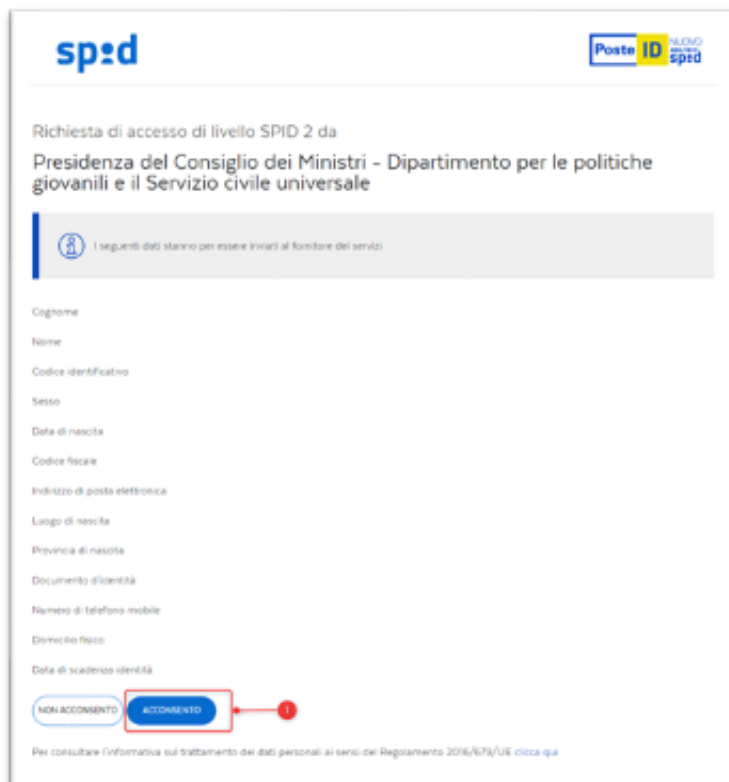 spid
Poste ID NUOVO
spid
Richiesta di accesso di livello SPID 2 da
Presidenza del Consiglio dei Ministri - Dipartimento per le politiche
giovanili e il Servizio civile universale
I seguenti dati stanno per essere inviati al fornitore dei servizi
Cognome
Nome
Codice identificativo
Sesso
Data di nascita
Codice fiscale
Indirizzo di posta elettronica
Luogo di nascita
Provincia di nascita
Documento d'identità
Numero di telefono mobile
Domicilio fisico
Data di scadenza identità
NON ACCONSENTO ACCONSENTO 1
Per consultare l'informativa sul trattamento dei dati personali ai sensi del Regolamento 2016/679/UE clicca qui